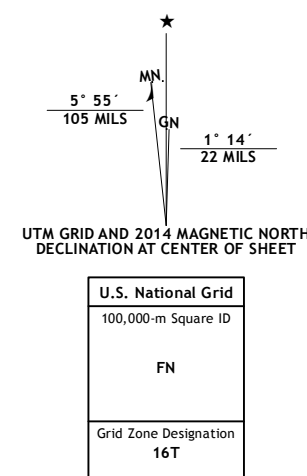 MN.
5° 55´
105 MILS
GN
1° 14´
22 MILS
UTM GRID AND 2014 MAGNETIC NORTH
DECLINATION AT CENTER OF SHEET
U.S. National Grid
100,000-m Square ID
FN
Grid Zone Designation
16T